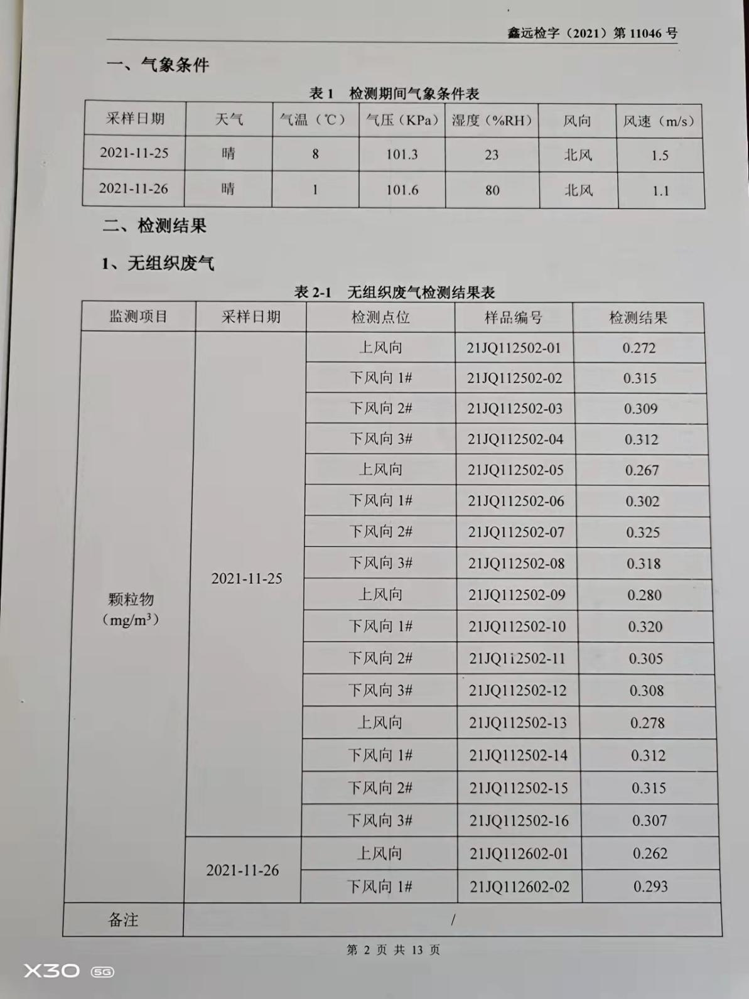 鑫远检字（2021）第 11046 号
一、气象条件
表 1 检测期间气象条件表
采样日期 天气 气温（℃） 气压（KPa） 湿度（%RH） 风向 风速（m/s）
2021-11-25 晴 8 101.3 23 北风 1.5
2021-11-26 晴 1 101.6 80 北风 1.1
二、检测结果
1、无组织废气
表 2-1 无组织废气检测结果表
监测项目 采样日期 检测点位 样品编号 检测结果
上风向 21JQ112502-01 0.272
下风向 1# 21JQ112502-02 0.315
下风向 2# 21JQ112502-03 0.309
下风向 3# 21JQ112502-04 0.312
上风向 21JQ112502-05 0.267
下风向 1# 21JQ112502-06 0.302
下风向 2# 21JQ112502-07 0.325
下风向 3# 21JQ112502-08 0.318
2021-11-25
上风向 21JQ112502-09 0.280
颗粒物
（mg/m³）
下风向 1# 21JQ112502-10 0.320
下风向 2# 21JQ112502-11 0.305
下风向 3# 21JQ112502-12 0.308
上风向 21JQ112502-13 0.278
下风向 1# 21JQ112502-14 0.312
下风向 2# 21JQ112502-15 0.315
下风向 3# 21JQ112502-16 0.307
上风向 21JQ112602-01 0.262
2021-11-26
下风向 1# 21JQ112602-02 0.293
备注 /
第 2 页 共 13 页
X30 5G